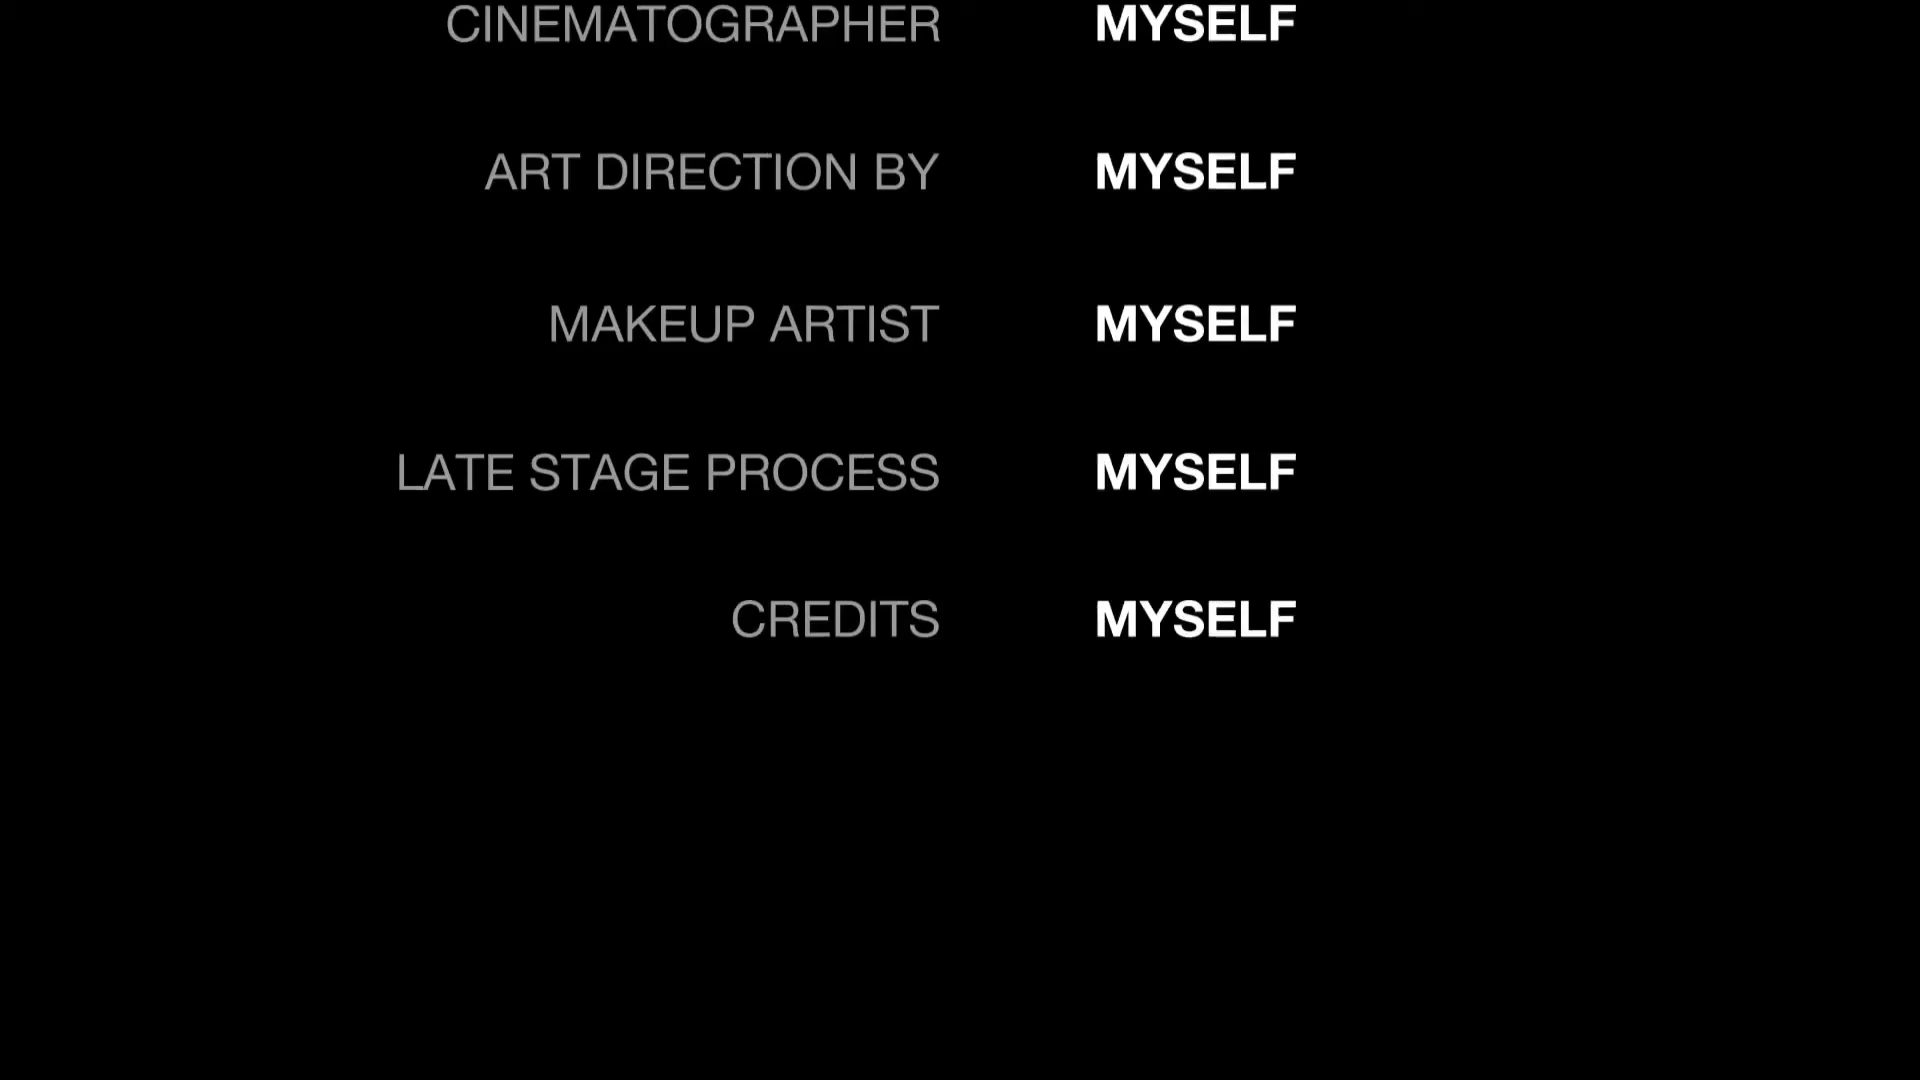 CINEMATOGRAPHER MYSELF
ART DIRECTION BY MYSELF
MAKEUP ARTIST MYSELF
LATE STAGE PROCESS MYSELF
CREDITS MYSELF